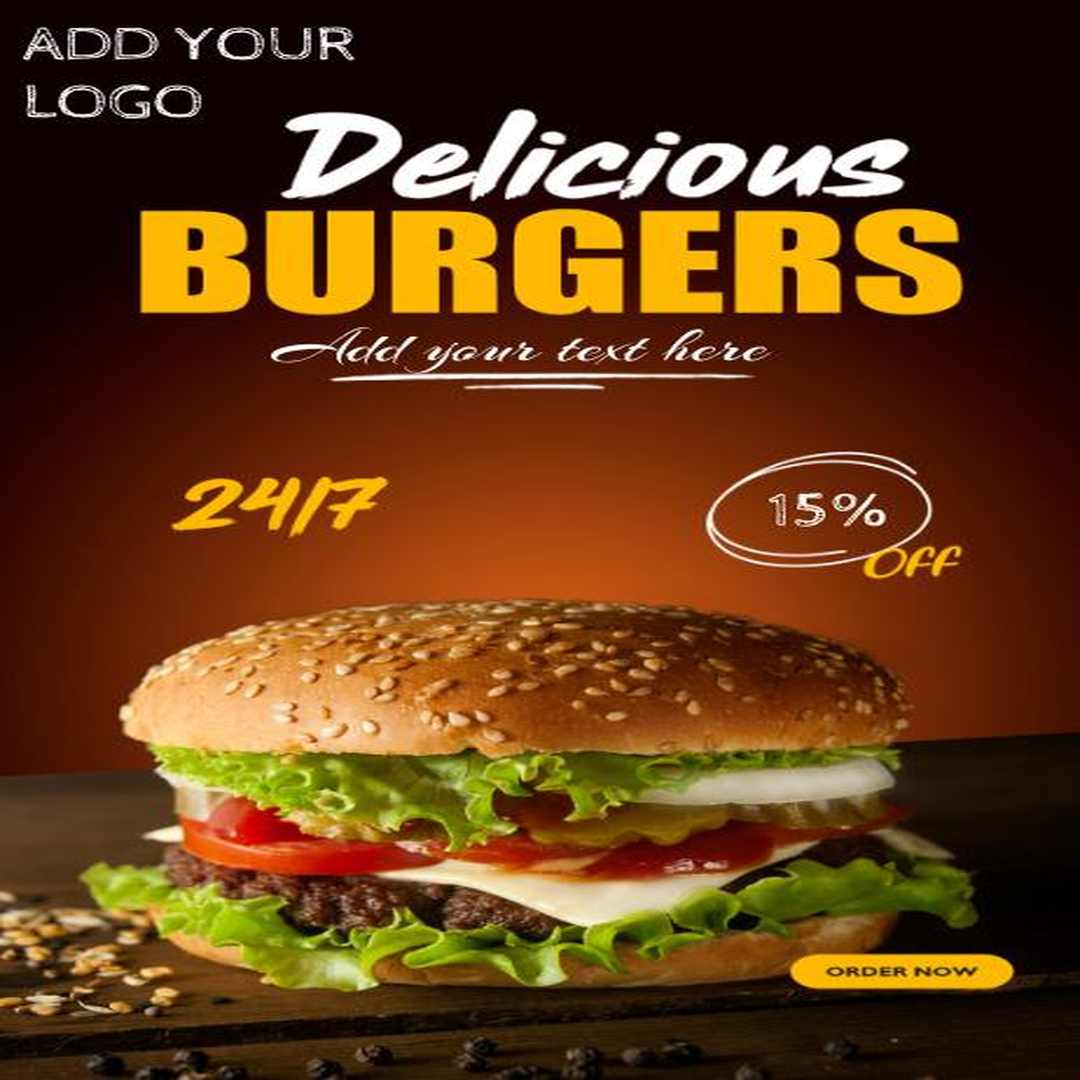 ADD YOUR
LOGO
Delicious
BURGERS
Add your text here
24/7
15%
Off
ORDER NOW